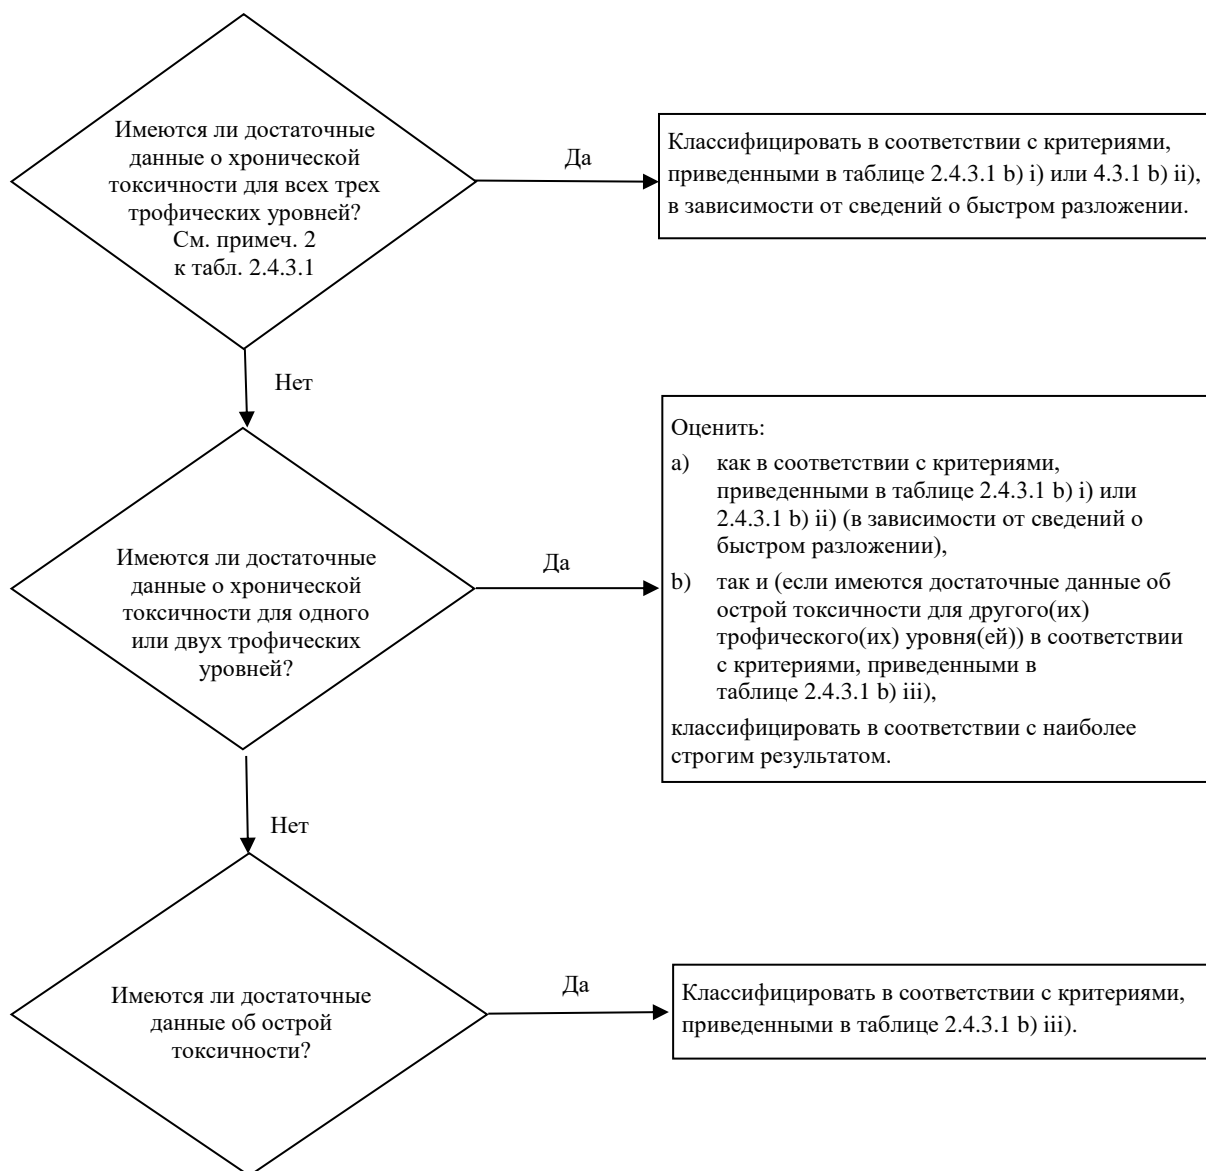 Имеются ли достаточные
данные о хронической
токсичности для всех трех
трофических уровней?
См. примеч. 2
к табл. 2.4.3.1
Да
Классифицировать в соответствии с критериями,
приведенными в таблице 2.4.3.1 b) i) или 4.3.1 b) ii),
в зависимости от сведений о быстром разложении.
Нет
Имеются ли достаточные
данные о хронической
токсичности для одного
или двух трофических
уровней?
Да
Оценить:
a) как в соответствии с критериями,
приведенными в таблице 2.4.3.1 b) i) или
2.4.3.1 b) ii) (в зависимости от сведений о
быстром разложении),
b) так и (если имеются достаточные данные об
острой токсичности для другого(их)
трофического(их) уровня(ей)) в соответствии
с критериями, приведенными в
таблице 2.4.3.1 b) iii),
классифицировать в соответствии с наиболее
строгим результатом.
Нет
Имеются ли достаточные
данные об острой
токсичности?
Да
Классифицировать в соответствии с критериями,
приведенными в таблице 2.4.3.1 b) iii).